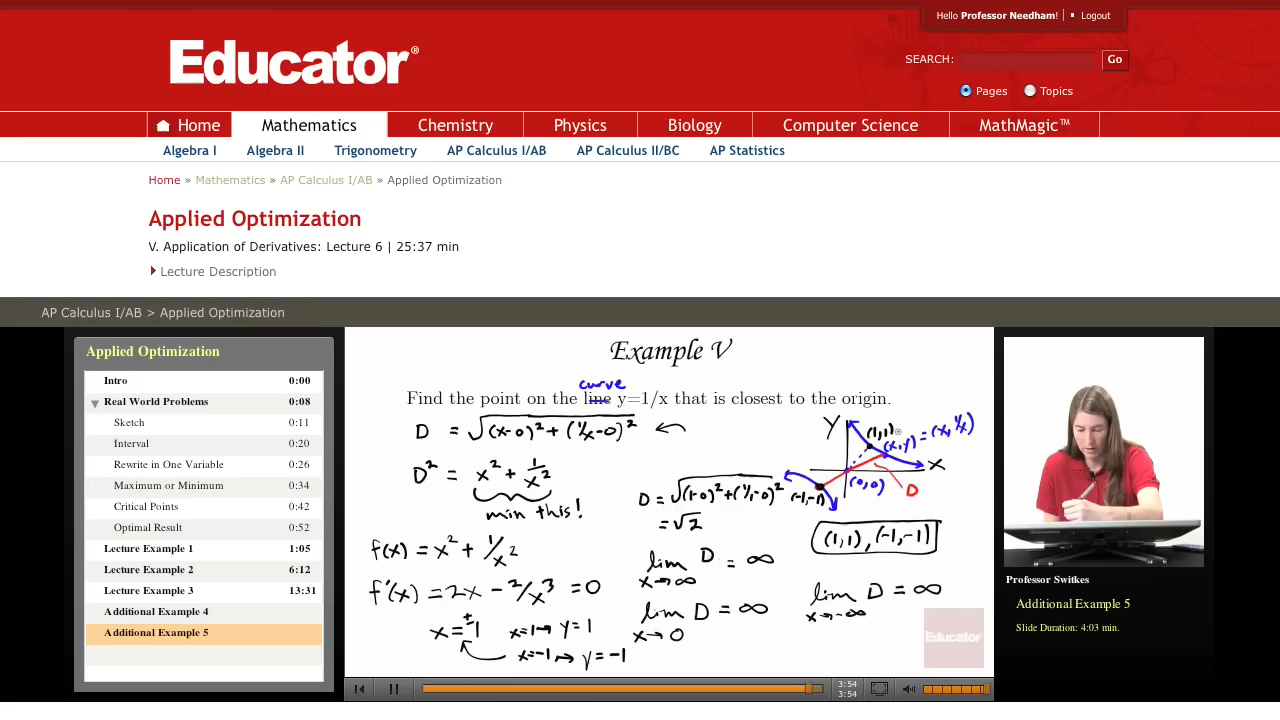 Hello Professor Needham! Logout
Educator®
SEARCH: Go
Pages Topics
Home Mathematics Chemistry Physics Biology Computer Science MathMagic™
Algebra I Algebra II Trigonometry AP Calculus I/AB AP Calculus II/BC AP Statistics
Home » Mathematics » AP Calculus I/AB » Applied Optimization
Applied Optimization
V. Application of Derivatives: Lecture 6 | 25:37 min
Lecture Description
AP Calculus I/AB > Applied Optimization
Applied Optimization
Intro 0:00
Real World Problems 0:08
Sketch 0:11
Interval 0:20
Rewrite in One Variable 0:26
Maximum or Minimum 0:34
Critical Points 0:42
Optimal Result 0:52
Lecture Example 1 1:05
Lecture Example 2 6:12
Lecture Example 3 13:31
Additional Example 4
Additional Example 5
Example V
curve
Find the point on the line y=1/x that is closest to the origin.
D = √(x-0)² + (1/x-0)² ←
D² = x² + 1/x²
min this!
f(x) = x² + 1/x²
f'(x) = 2x - 2/x³ = 0
x = ±1 x=1 → y=1
x=-1 → y=-1
D = √(1-0)² + (1/1-0)²
= √2
lim D = ∞
x→∞
lim D = ∞
x→0
y (1,1) (x,y) = (x, 1/x)
x
(0,0) D
(-1,-1)
(1,1), (-1,-1)
lim D = ∞
x→-∞
Educator
3:54
3:54
Professor Switkes
Additional Example 5
Slide Duration: 4:03 min.